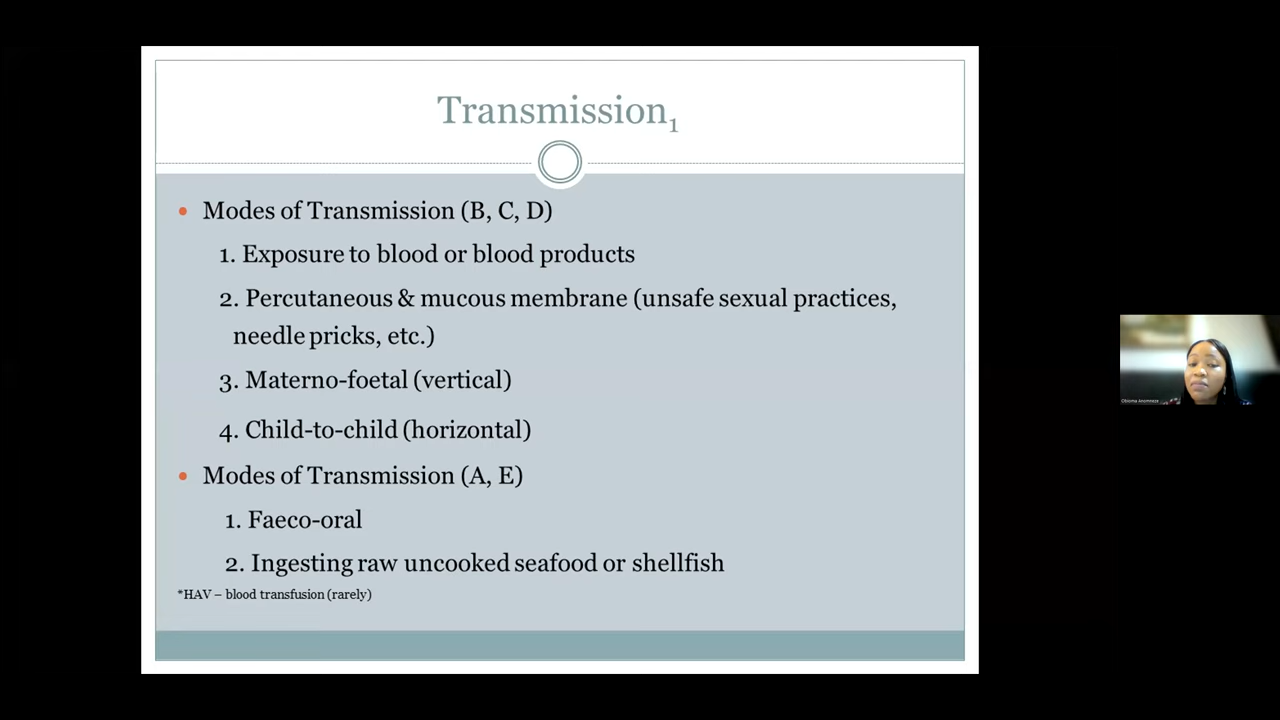 Transmission1
• Modes of Transmission (B, C, D)
1. Exposure to blood or blood products
2. Percutaneous & mucous membrane (unsafe sexual practices,
needle pricks, etc.)
3. Materno-foetal (vertical)
4. Child-to-child (horizontal)
• Modes of Transmission (A, E)
1. Faeco-oral
2. Ingesting raw uncooked seafood or shellfish
*HAV – blood transfusion (rarely)
Obioma